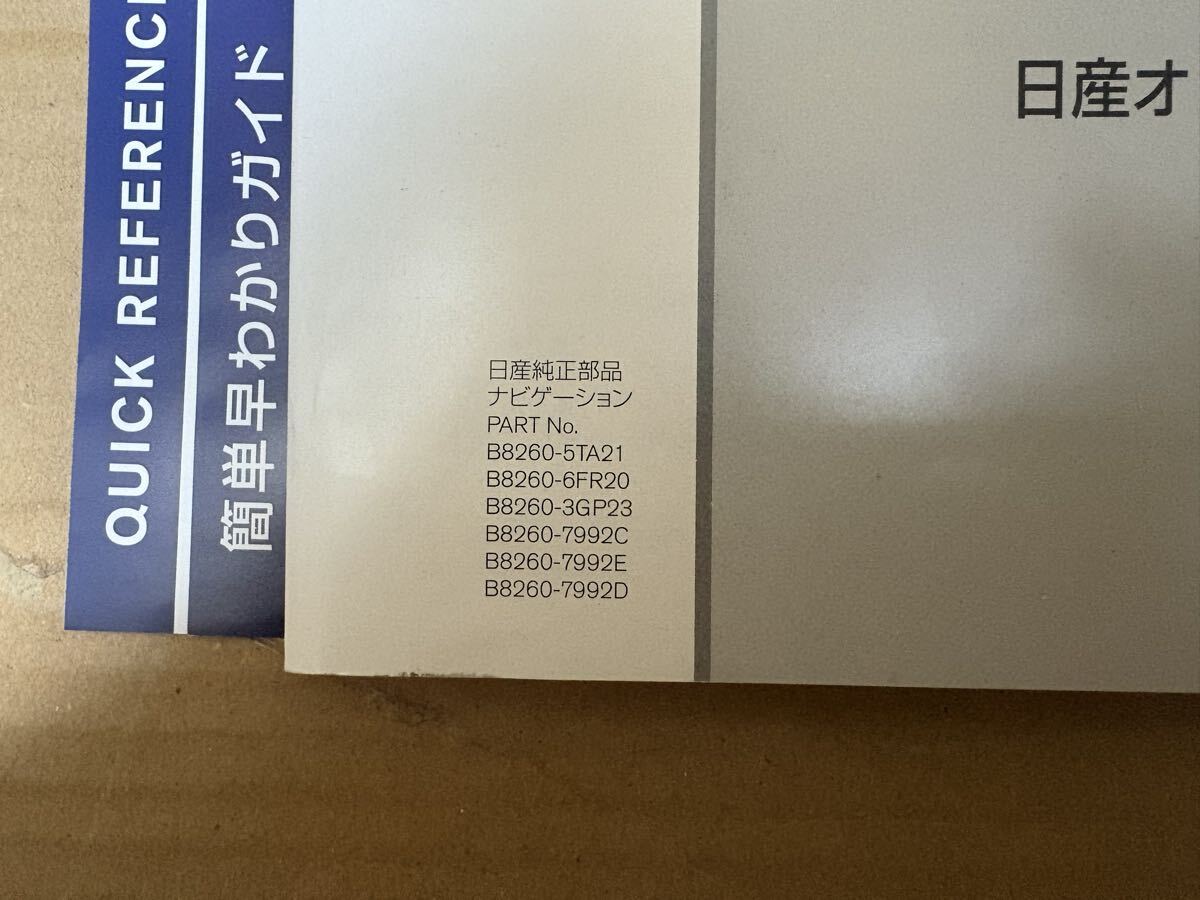 QUICK REFERENC
簡単早わかりガイド
日産オ
日産純正部品
ナビゲーション
PART No.
B8260-5TA21
B8260-6FR20
B8260-3GP23
B8260-7992C
B8260-7992E
B8260-7992D